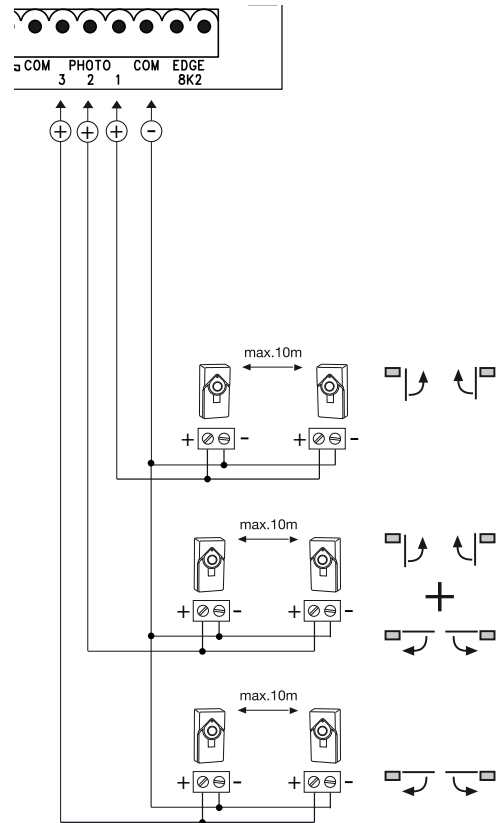 COM PHOTO COM EDGE
3 2 1 8K2
+ + + -
max.10m
+ - + -
max.10m
+ - + -
+
max.10m
+ - + -